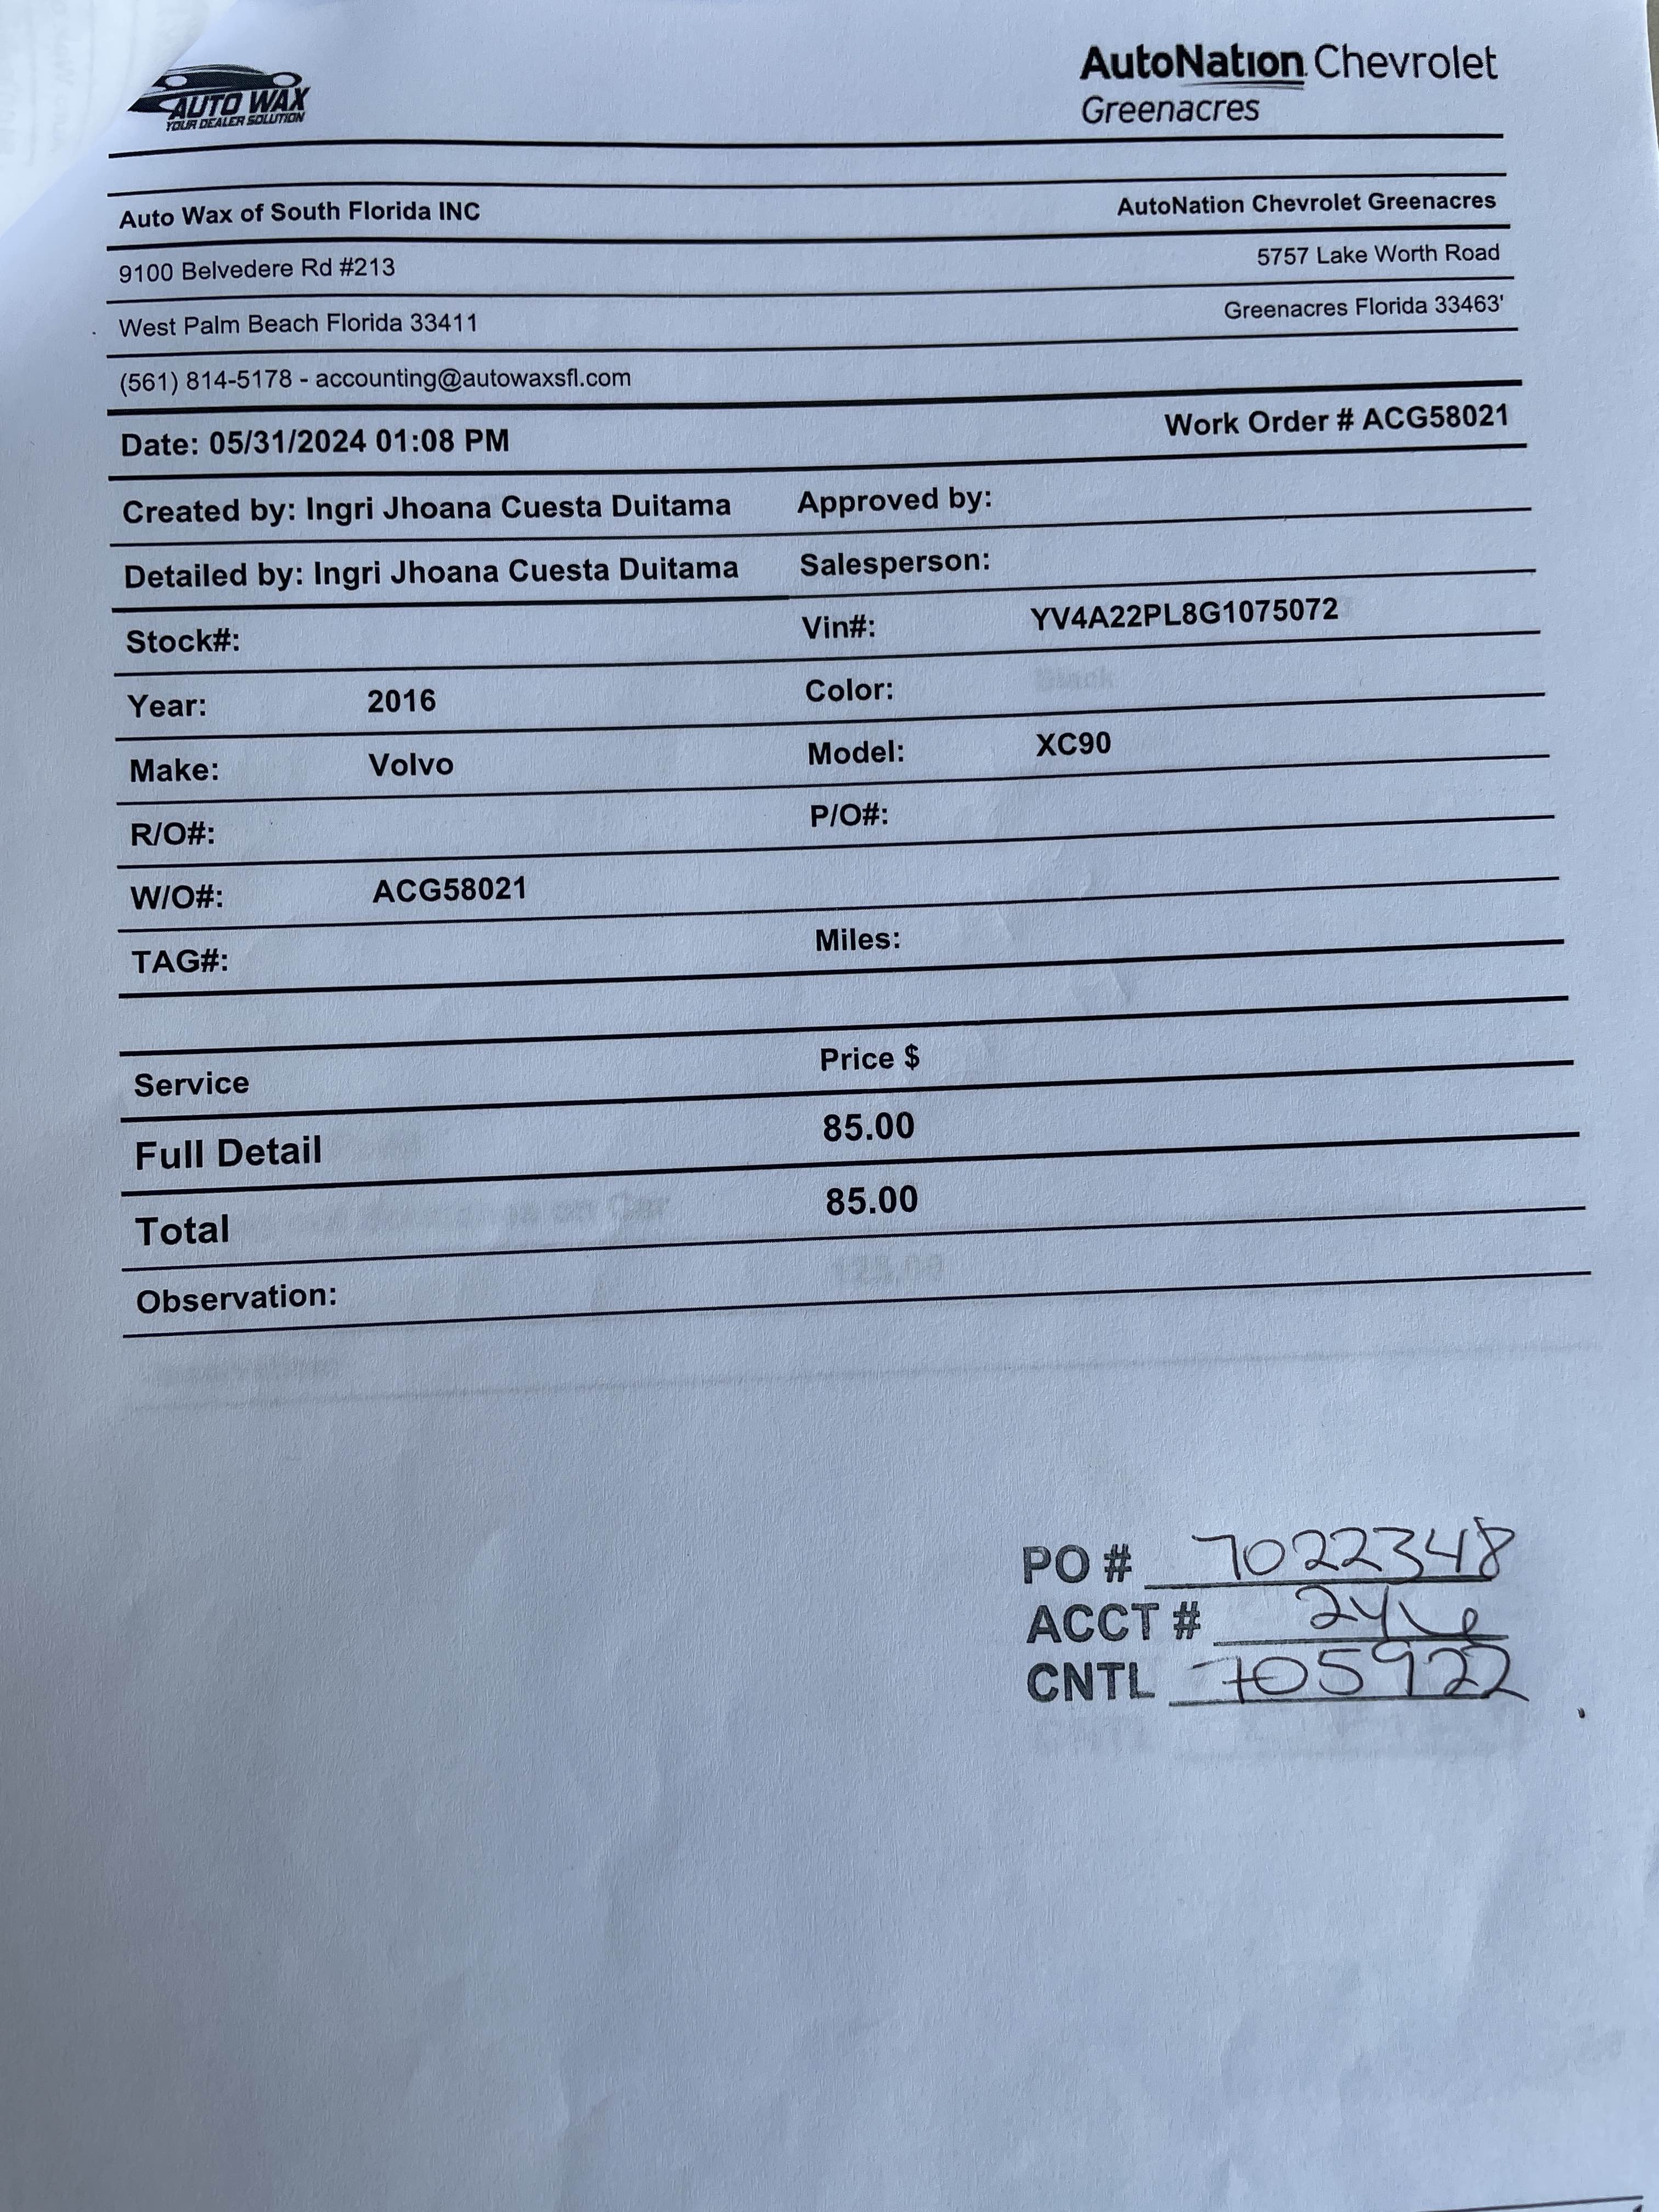 AUTO WAX
YOUR DEALER SOLUTION
AutoNation Chevrolet
Greenacres
Auto Wax of South Florida INC AutoNation Chevrolet Greenacres
9100 Belvedere Rd #213 5757 Lake Worth Road
West Palm Beach Florida 33411 Greenacres Florida 33463'
(561) 814-5178 - accounting@autowaxsfl.com
Date: 05/31/2024 01:08 PM Work Order # ACG58021
Created by: Ingri Jhoana Cuesta Duitama Approved by:
Detailed by: Ingri Jhoana Cuesta Duitama Salesperson:
Stock#: Vin#: YV4A22PL8G1075072
Year: 2016 Color:
Make: Volvo Model: XC90
R/O#: P/O#:
W/O#: ACG58021
TAG#: Miles:
Service Price $
Full Detail 85.00
Total 85.00
Observation:
PO # 7022348
ACCT # 246
CNTL 705922